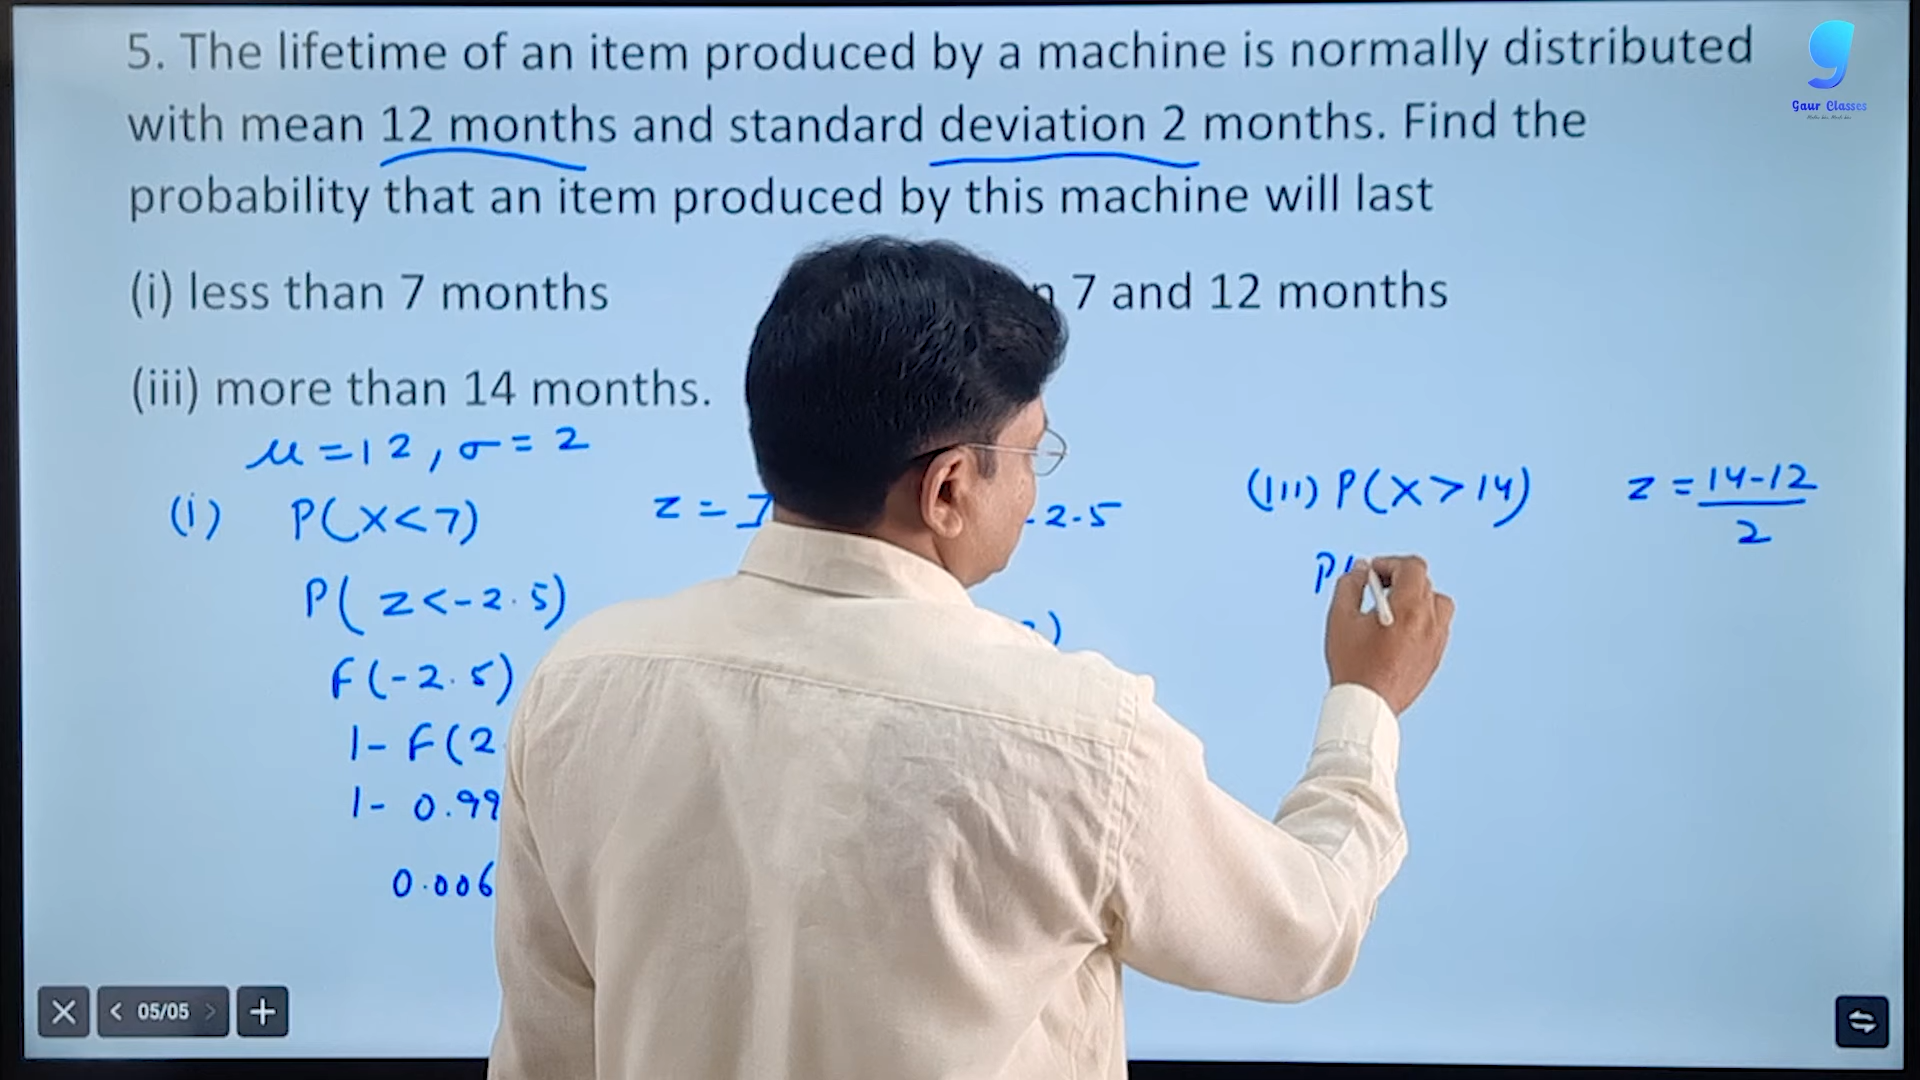 5. The lifetime of an item produced by a machine is normally distributed
with mean 12 months and standard deviation 2 months. Find the
probability that an item produced by this machine will last
(i) less than 7 months
7 and 12 months
(iii) more than 14 months.
μ = 12, σ = 2
(i) P(X<7)
z =
-2.5
P(z<-2.5)
F(-2.5)
1- F(2
1- 0.99
0.006
(iii) P(X>14)
z = 14-12
2
P(
g
Gaur Classes
05/05